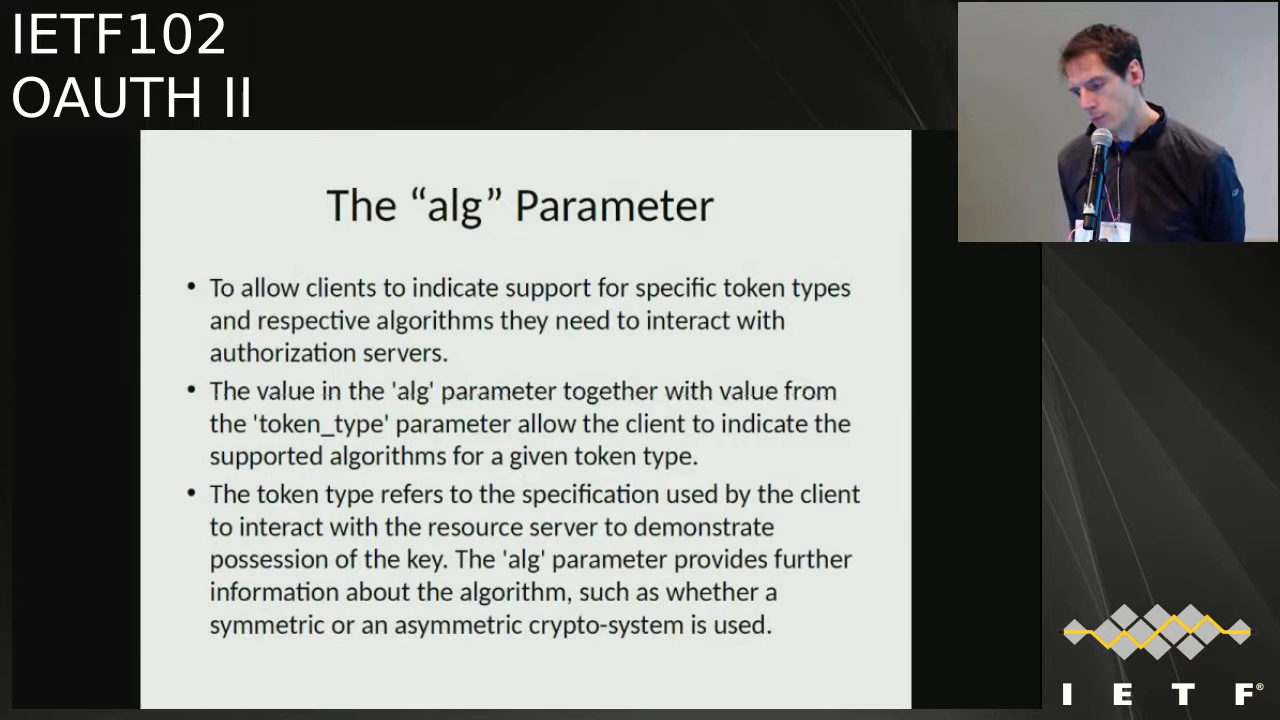 IETF102
OAUTH II
The “alg” Parameter
• To allow clients to indicate support for specific token types
and respective algorithms they need to interact with
authorization servers.
• The value in the 'alg' parameter together with value from
the 'token_type' parameter allow the client to indicate the
supported algorithms for a given token type.
• The token type refers to the specification used by the client
to interact with the resource server to demonstrate
possession of the key. The 'alg' parameter provides further
information about the algorithm, such as whether a
symmetric or an asymmetric crypto-system is used.
I E T F®